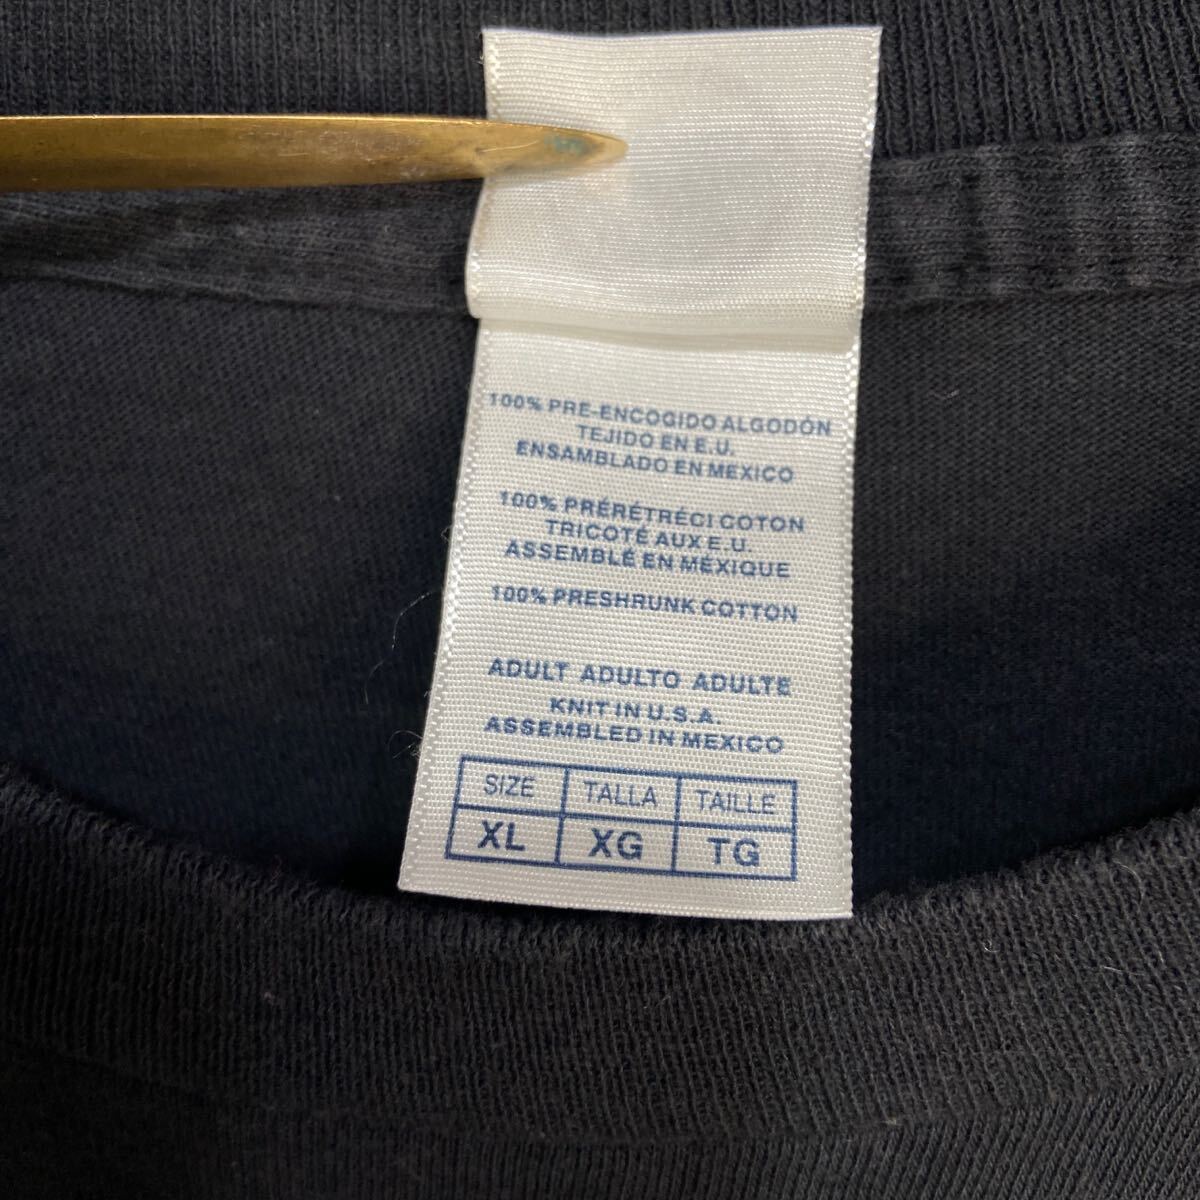 100% PRE-ENCOGIDO ALGODÓN
TEJIDO EN E.U.
ENSAMBLADO EN MEXICO
100% PRÉRÉTRÉCI COTON
TRICOTÉ AUX E.U.
ASSEMBLÉ EN MÉXIQUE
100% PRESHRUNK COTTON
ADULT ADULTO ADULTE
KNIT IN U.S.A.
ASSEMBLED IN MEXICO
SIZE TALLA TAILLE
XL XG TG